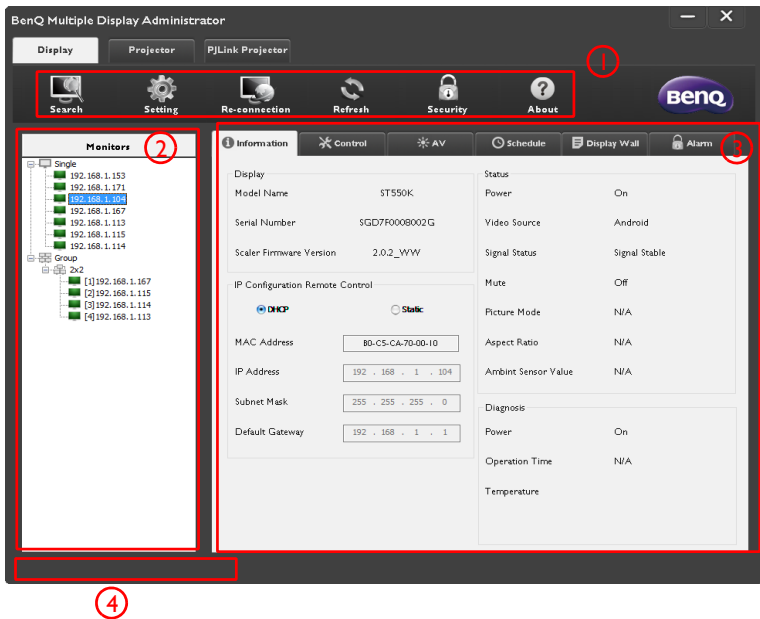 BenQ Multiple Display Administrator
Display Projector PJLink Projector
1
Search Setting Re-connection Refresh Security About
BenQ
Monitors 2
Single
192.168.1.153
192.168.1.171
192.168.1.104
192.168.1.167
192.168.1.113
192.168.1.115
192.168.1.114
Group
2x2
[1]192.168.1.167
[2]192.168.1.115
[3]192.168.1.114
[4]192.168.1.113
Information Control AV Schedule Display Wall Alarm 3
Display
Model Name ST550K
Serial Number SGD7F0008002G
Scaler Firmware Version 2.0.2_WW
IP Configuration Remote Control
DHCP Static
MAC Address B0-C5-CA-70-00-10
IP Address 192 . 168 . 1 . 104
Subnet Mask 255 . 255 . 255 . 0
Default Gateway 192 . 168 . 1 . 1
Status
Power On
Video Source Android
Signal Status Signal Stable
Mute Off
Picture Mode N/A
Aspect Ratio N/A
Ambint Sensor Value N/A
Diagnosis
Power On
Operation Time N/A
Temperature
4